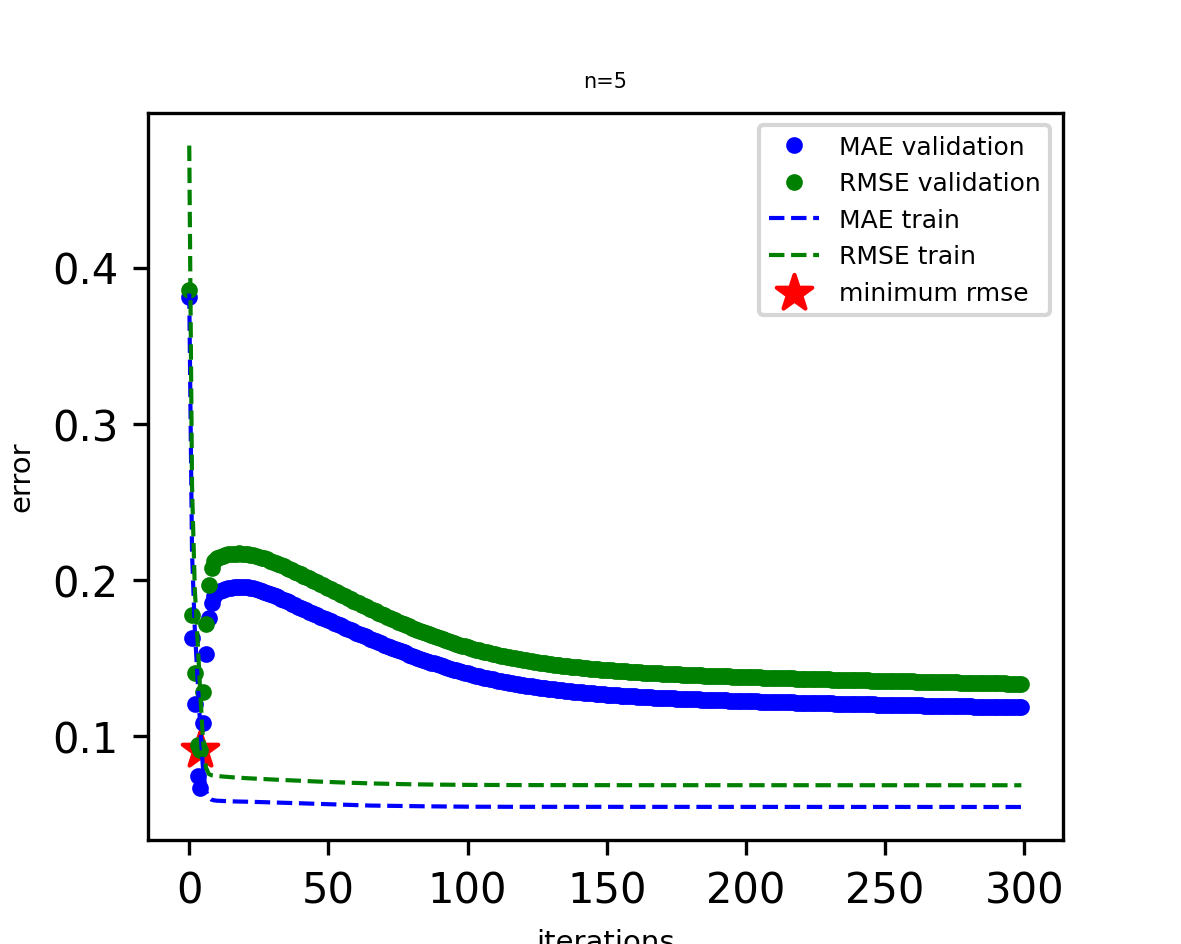 n=5
MAE validation
RMSE validation
MAE train
RMSE train
minimum rmse
error
0.4
0.3
0.2
0.1
0 50 100 150 200 250 300
iterations